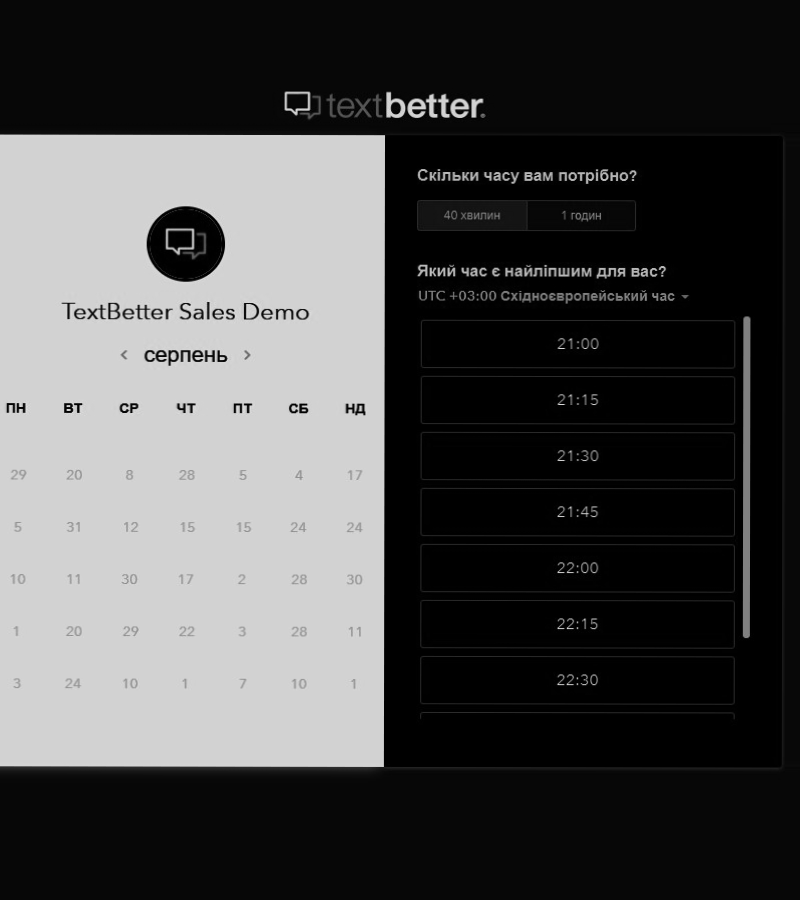 textbetter.
TextBetter Sales Demo
серпень
ПН ВТ СР ЧТ ПТ СБ НД
29 20 8 28 5 4 17
5 31 12 15 15 24 24
10 11 30 17 2 28 30
1 20 29 22 3 28 11
3 24 10 1 7 10 1
Скільки часу вам потрібно?
40 хвилин 1 годин
Який час є найліпшим для вас?
UTC +03:00 Східноєвропейський час
21:00
21:15
21:30
21:45
22:00
22:15
22:30